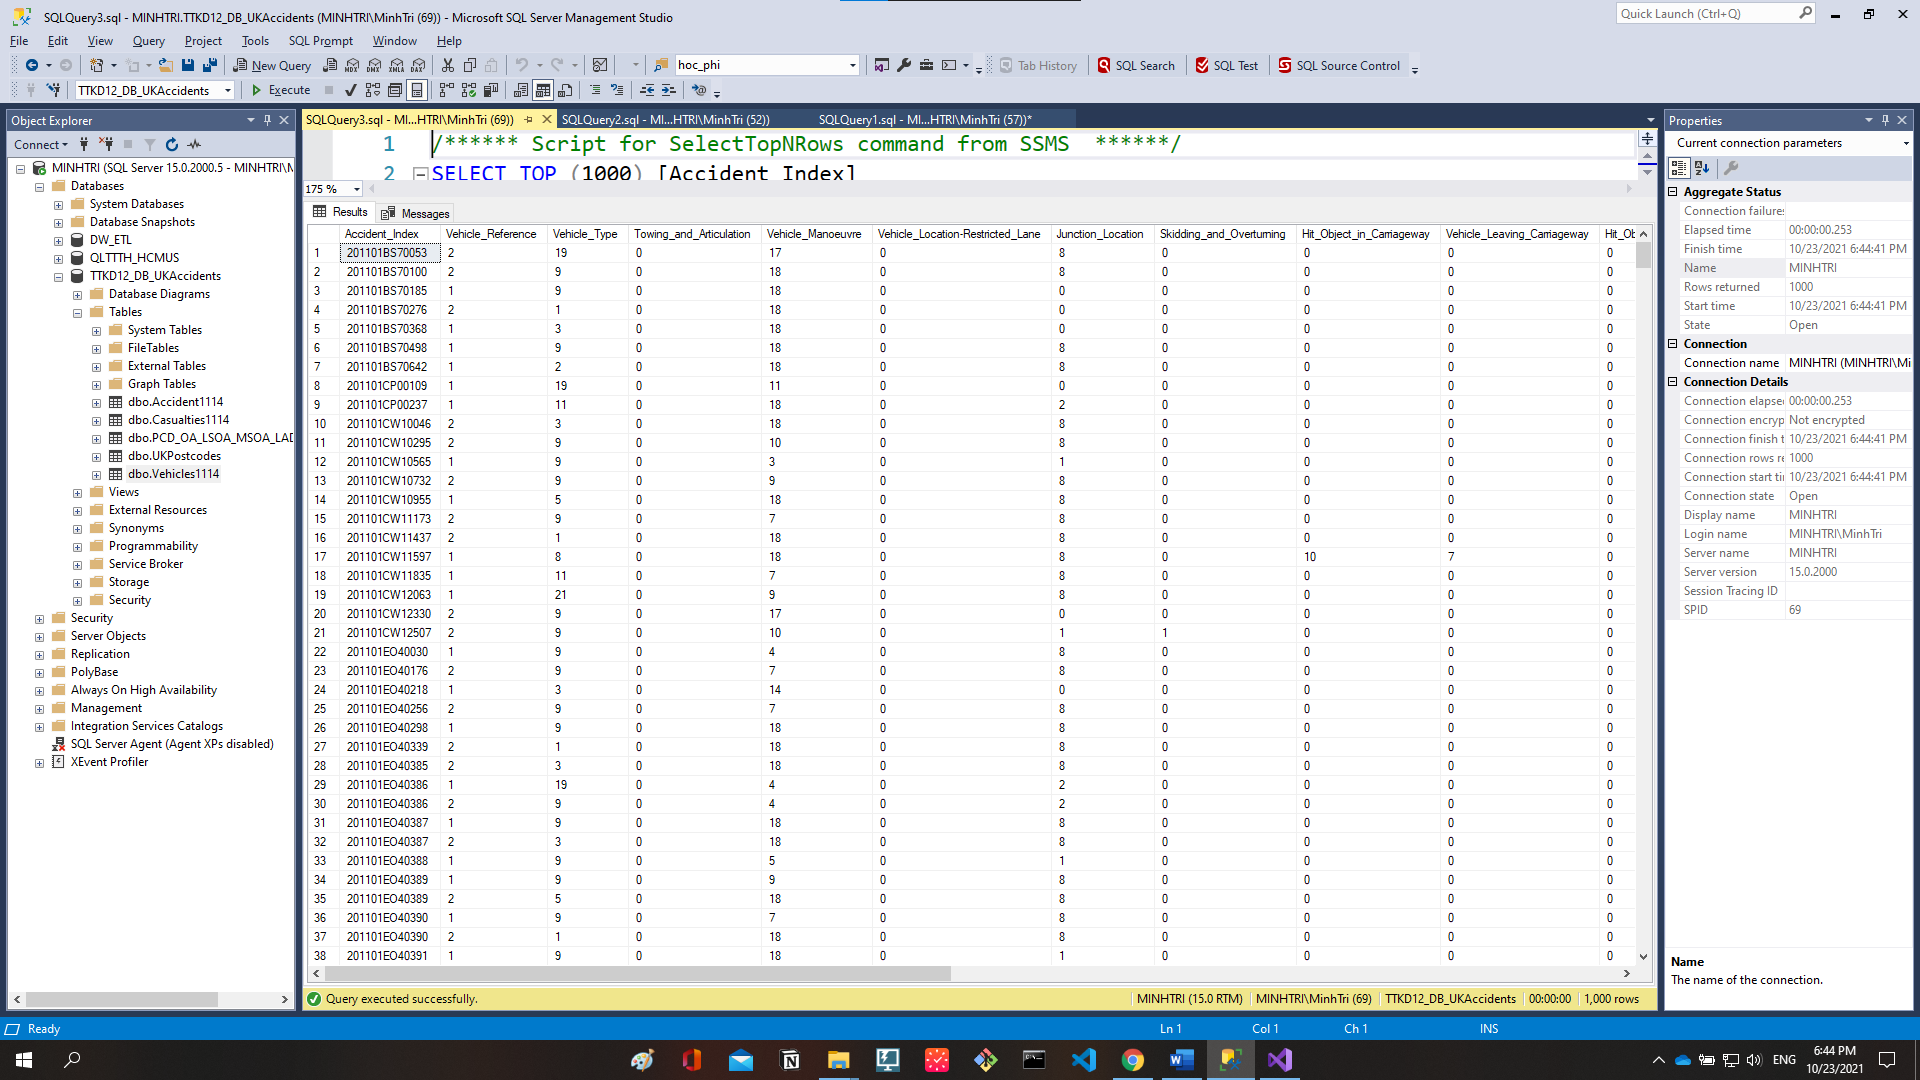 SQLQuery3.sql - MINHTRI.TTKD12_DB_UKAccidents (MINHTRI\MinhTri (69)) - Microsoft SQL Server Management Studio
Quick Launch (Ctrl+Q)
File Edit View Query Project Tools SQL Prompt Window Help
New Query MDX DMX XMLA DAX hoc_phi Tab History SQL Search SQL Test SQL Source Control
TTKD12_DB_UKAccidents Execute
Object Explorer
Connect
MINHTRI (SQL Server 15.0.2000.5 - MINHTRI\M
Databases
System Databases
Database Snapshots
DW_ETL
QLTTTH_HCMUS
TTKD12_DB_UKAccidents
Database Diagrams
Tables
System Tables
FileTables
External Tables
Graph Tables
dbo.Accident1114
dbo.Casualties1114
dbo.PCD_OA_LSOA_MSOA_LAD
dbo.UKPostcodes
dbo.Vehicles1114
Views
External Resources
Synonyms
Programmability
Service Broker
Storage
Security
Security
Server Objects
Replication
PolyBase
Always On High Availability
Management
Integration Services Catalogs
SQL Server Agent (Agent XPs disabled)
XEvent Profiler
SQLQuery3.sql - MI...HTRI\MinhTri (69)) SQLQuery2.sql - MI...HTRI\MinhTri (52)) SQLQuery1.sql - MI...HTRI\MinhTri (57))*
1 /****** Script for SelectTopNRows command from SSMS ******/
2 SELECT TOP (1000) [Accident_Index]
175 %
Results Messages
Accident_Index Vehicle_Reference Vehicle_Type Towing_and_Articulation Vehicle_Manoeuvre Vehicle_Location-Restricted_Lane Junction_Location Skidding_and_Overturning Hit_Object_in_Carriageway Vehicle_Leaving_Carriageway Hit_Ob
1 201101BS70053 2 19 0 17 0 8 0 0 0 0
2 201101BS70100 2 9 0 18 0 8 0 0 0 0
3 201101BS70185 1 9 0 18 0 0 0 0 0 0
4 201101BS70276 2 1 0 18 0 0 0 0 0 0
5 201101BS70368 1 3 0 18 0 0 0 0 0 0
6 201101BS70498 1 9 0 18 0 8 0 0 0 0
7 201101BS70642 1 2 0 18 0 8 0 0 0 0
8 201101CP00109 1 19 0 11 0 0 0 0 0 0
9 201101CP00237 1 11 0 18 0 2 0 0 0 0
10 201101CW10046 2 3 0 18 0 8 0 0 0 0
11 201101CW10295 2 9 0 10 0 8 0 0 0 0
12 201101CW10565 1 9 0 3 0 1 0 0 0 0
13 201101CW10732 2 9 0 9 0 8 0 0 0 0
14 201101CW10955 1 5 0 18 0 8 0 0 0 0
15 201101CW11173 2 9 0 7 0 8 0 0 0 0
16 201101CW11437 2 1 0 18 0 8 0 0 0 0
17 201101CW11597 1 8 0 18 0 8 0 10 7 0
18 201101CW11835 1 11 0 7 0 8 0 0 0 0
19 201101CW12063 1 21 0 9 0 8 0 0 0 0
20 201101CW12330 2 9 0 17 0 0 0 0 0 0
21 201101CW12507 2 9 0 10 0 1 1 0 0 0
22 201101EO40030 1 9 0 4 0 8 0 0 0 0
23 201101EO40176 2 9 0 7 0 8 0 0 0 0
24 201101EO40218 1 3 0 14 0 0 0 0 0 0
25 201101EO40256 2 9 0 7 0 8 0 0 0 0
26 201101EO40298 1 9 0 18 0 8 0 0 0 0
27 201101EO40339 2 1 0 18 0 8 0 0 0 0
28 201101EO40385 2 3 0 18 0 8 0 0 0 0
29 201101EO40386 1 19 0 4 0 2 0 0 0 0
30 201101EO40386 2 9 0 4 0 2 0 0 0 0
31 201101EO40387 1 9 0 18 0 8 0 0 0 0
32 201101EO40387 2 3 0 18 0 8 0 0 0 0
33 201101EO40388 1 9 0 5 0 1 0 0 0 0
34 201101EO40389 1 9 0 9 0 8 0 0 0 0
35 201101EO40389 2 5 0 18 0 8 0 0 0 0
36 201101EO40390 1 9 0 7 0 8 0 0 0 0
37 201101EO40390 2 1 0 18 0 8 0 0 0 0
38 201101EO40391 1 9 0 18 0 1 0 0 0 0
Query executed successfully. MINHTRI (15.0 RTM) MINHTRI\MinhTri (69) TTKD12_DB_UKAccidents 00:00:00 1,000 rows
Properties
Current connection parameters
Aggregate Status
Connection failures
Elapsed time 00:00:00.253
Finish time 10/23/2021 6:44:41 PM
Name MINHTRI
Rows returned 1000
Start time 10/23/2021 6:44:41 PM
State Open
Connection
Connection name MINHTRI (MINHTRI\Mi
Connection Details
Connection elapse 00:00:00.253
Connection encryp Not encrypted
Connection finish t 10/23/2021 6:44:41 PM
Connection rows re 1000
Connection start ti 10/23/2021 6:44:41 PM
Connection state Open
Display name MINHTRI
Login name MINHTRI\MinhTri
Server name MINHTRI
Server version 15.0.2000
Session Tracing ID
SPID 69
Name
The name of the connection.
Ready Ln 1 Col 1 Ch 1 INS
ENG 6:44 PM
10/23/2021